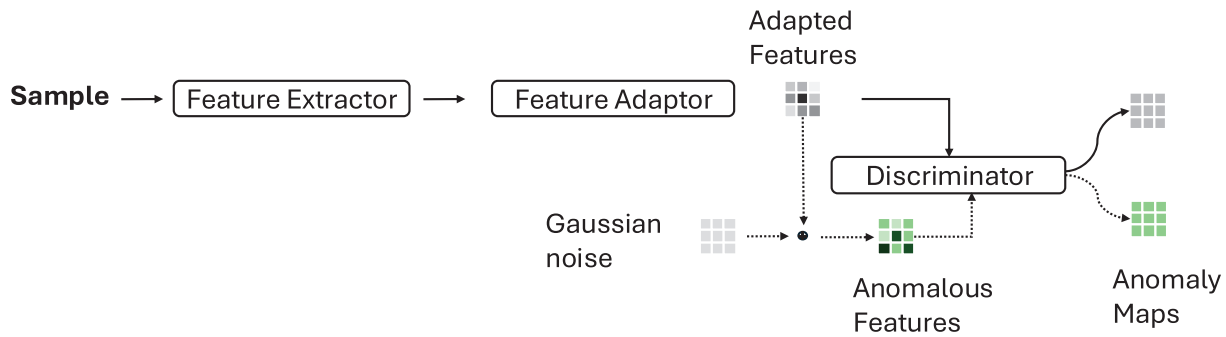 Adapted
Features
Sample
Feature Extractor
Feature Adaptor
Discriminator
Gaussian
noise
Anomalous
Features
Anomaly
Maps